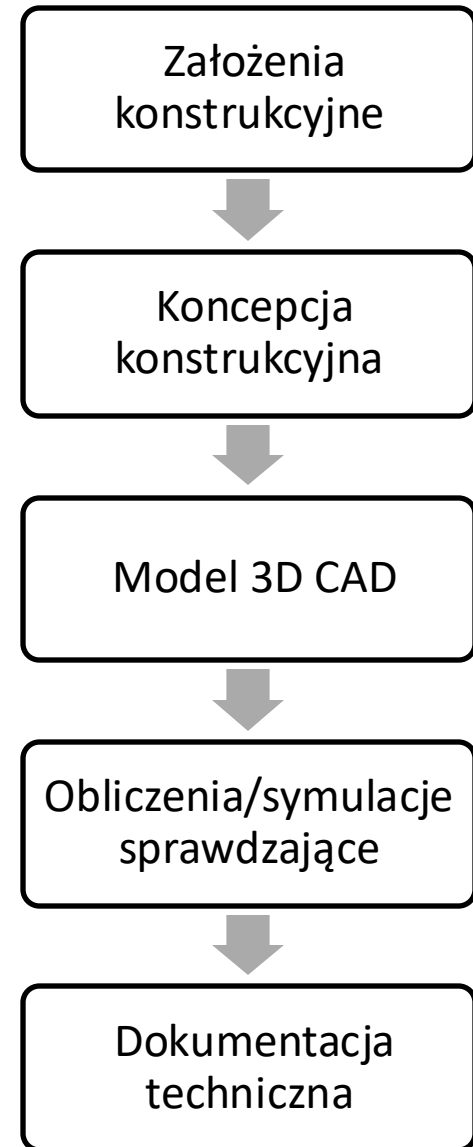 Założenia
konstrukcyjne
Koncepcja
konstrukcyjna
Model 3D CAD
Obliczenia/symulacje
sprawdzające
Dokumentacja
techniczna